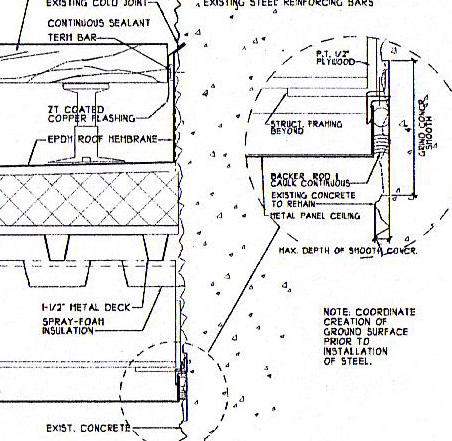 EXISTING COLD JOINT
EXISTING STEEL REINFORCING BARS
CONTINUOUS SEALANT
TERM BAR
ZT COATED
COPPER FLASHING
EPDM ROOF MEMBRANE
P.T. 1/2"
PLYWOOD
STRUCT. FRAMING
BEYOND
GRIND CONCR.
SMOOTH
BACKER ROD &
CAULK CONTINUOUS
EXISTING CONCRETE
TO REMAIN
METAL PANEL CEILING
MAX. DEPTH OF SMOOTH CONCR.
1-1/2" METAL DECK
SPRAY-FOAM
INSULATION
NOTE: COORDINATE
CREATION OF
GROUND SURFACE
PRIOR TO
INSTALLATION
OF STEEL.
EXIST. CONCRETE